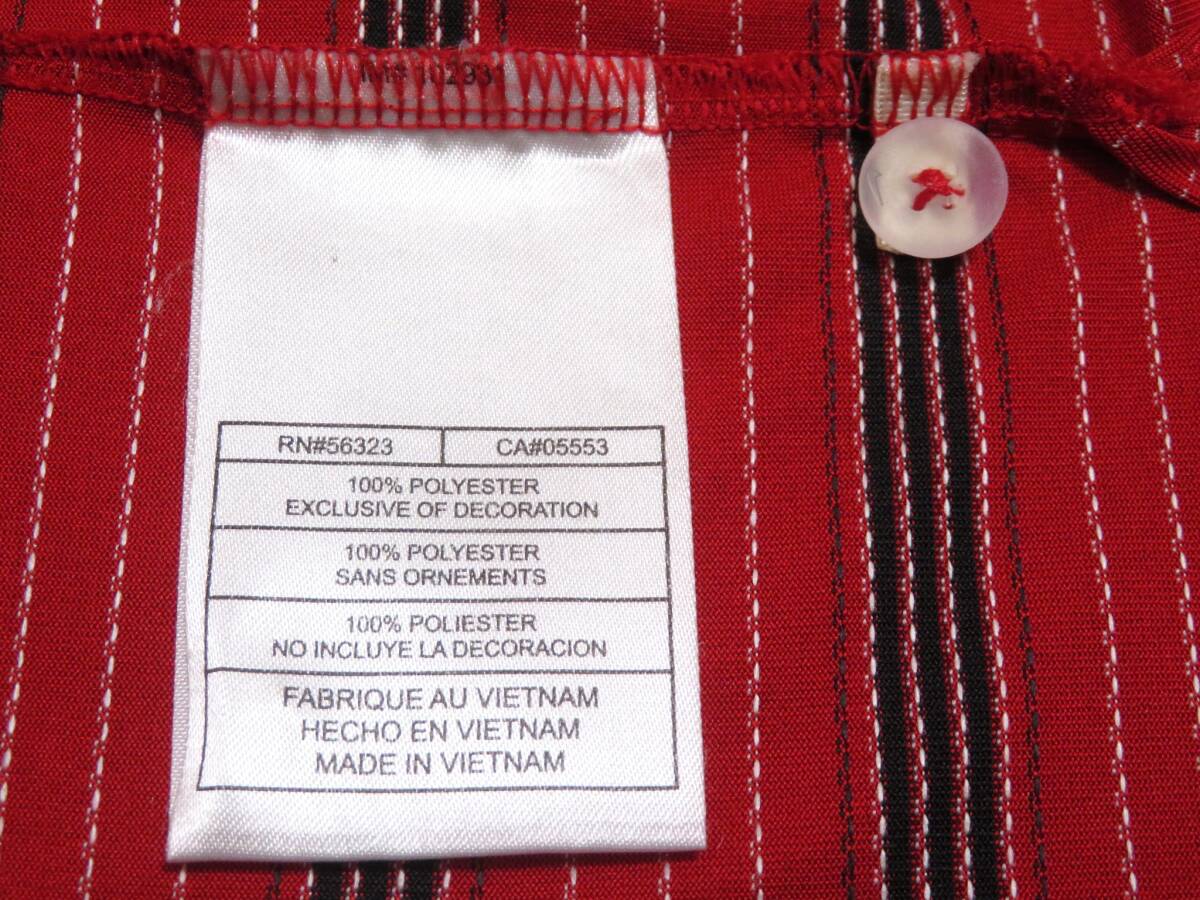 RN#56323 CA#05553
100% POLYESTER
EXCLUSIVE OF DECORATION
100% POLYESTER
SANS ORNEMENTS
100% POLIESTER
NO INCLUYE LA DECORACION
FABRIQUE AU VIETNAM
HECHO EN VIETNAM
MADE IN VIETNAM